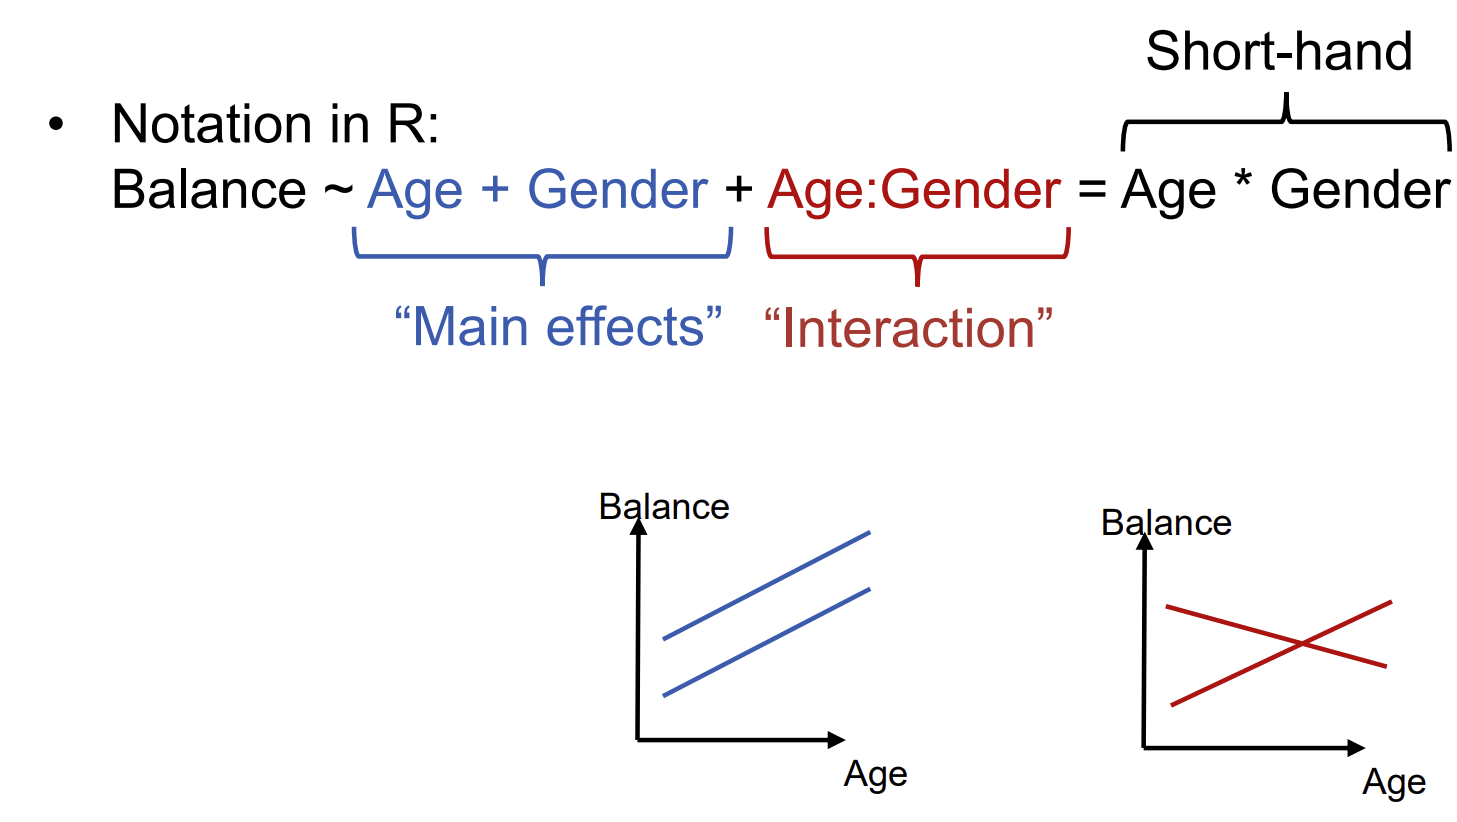 Short-hand
• Notation in R:
Balance ~ Age + Gender + Age:Gender = Age * Gender
“Main effects” “Interaction”
Balance
Age
Balance
Age